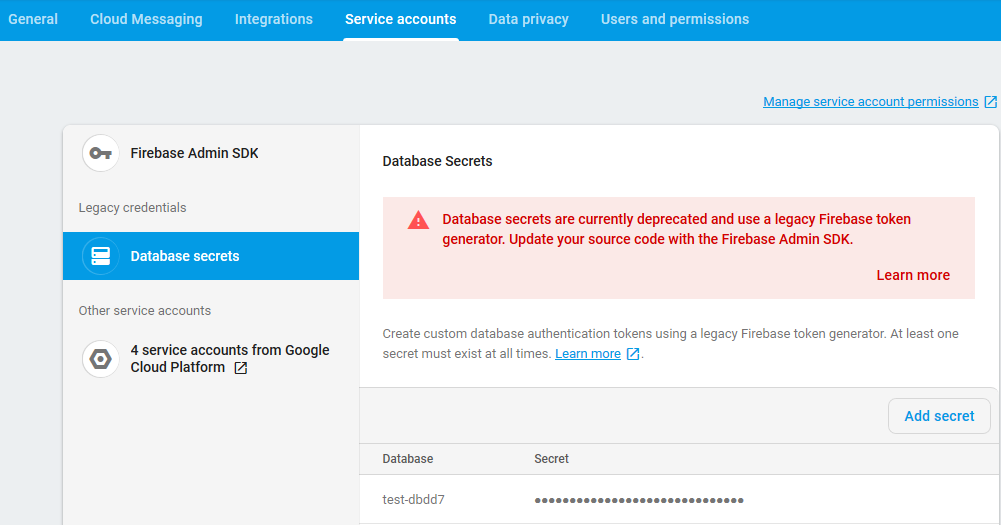 General Cloud Messaging Integrations Service accounts Data privacy Users and permissions
Manage service account permissions
Firebase Admin SDK
Legacy credentials
Database secrets
Other service accounts
4 service accounts from Google
Cloud Platform
Database Secrets
Database secrets are currently deprecated and use a legacy Firebase token
generator. Update your source code with the Firebase Admin SDK.
Learn more
Create custom database authentication tokens using a legacy Firebase token generator. At least one
secret must exist at all times. Learn more .
Add secret
Database Secret
test-dbdd7 ••••••••••••••••••••••••••••••